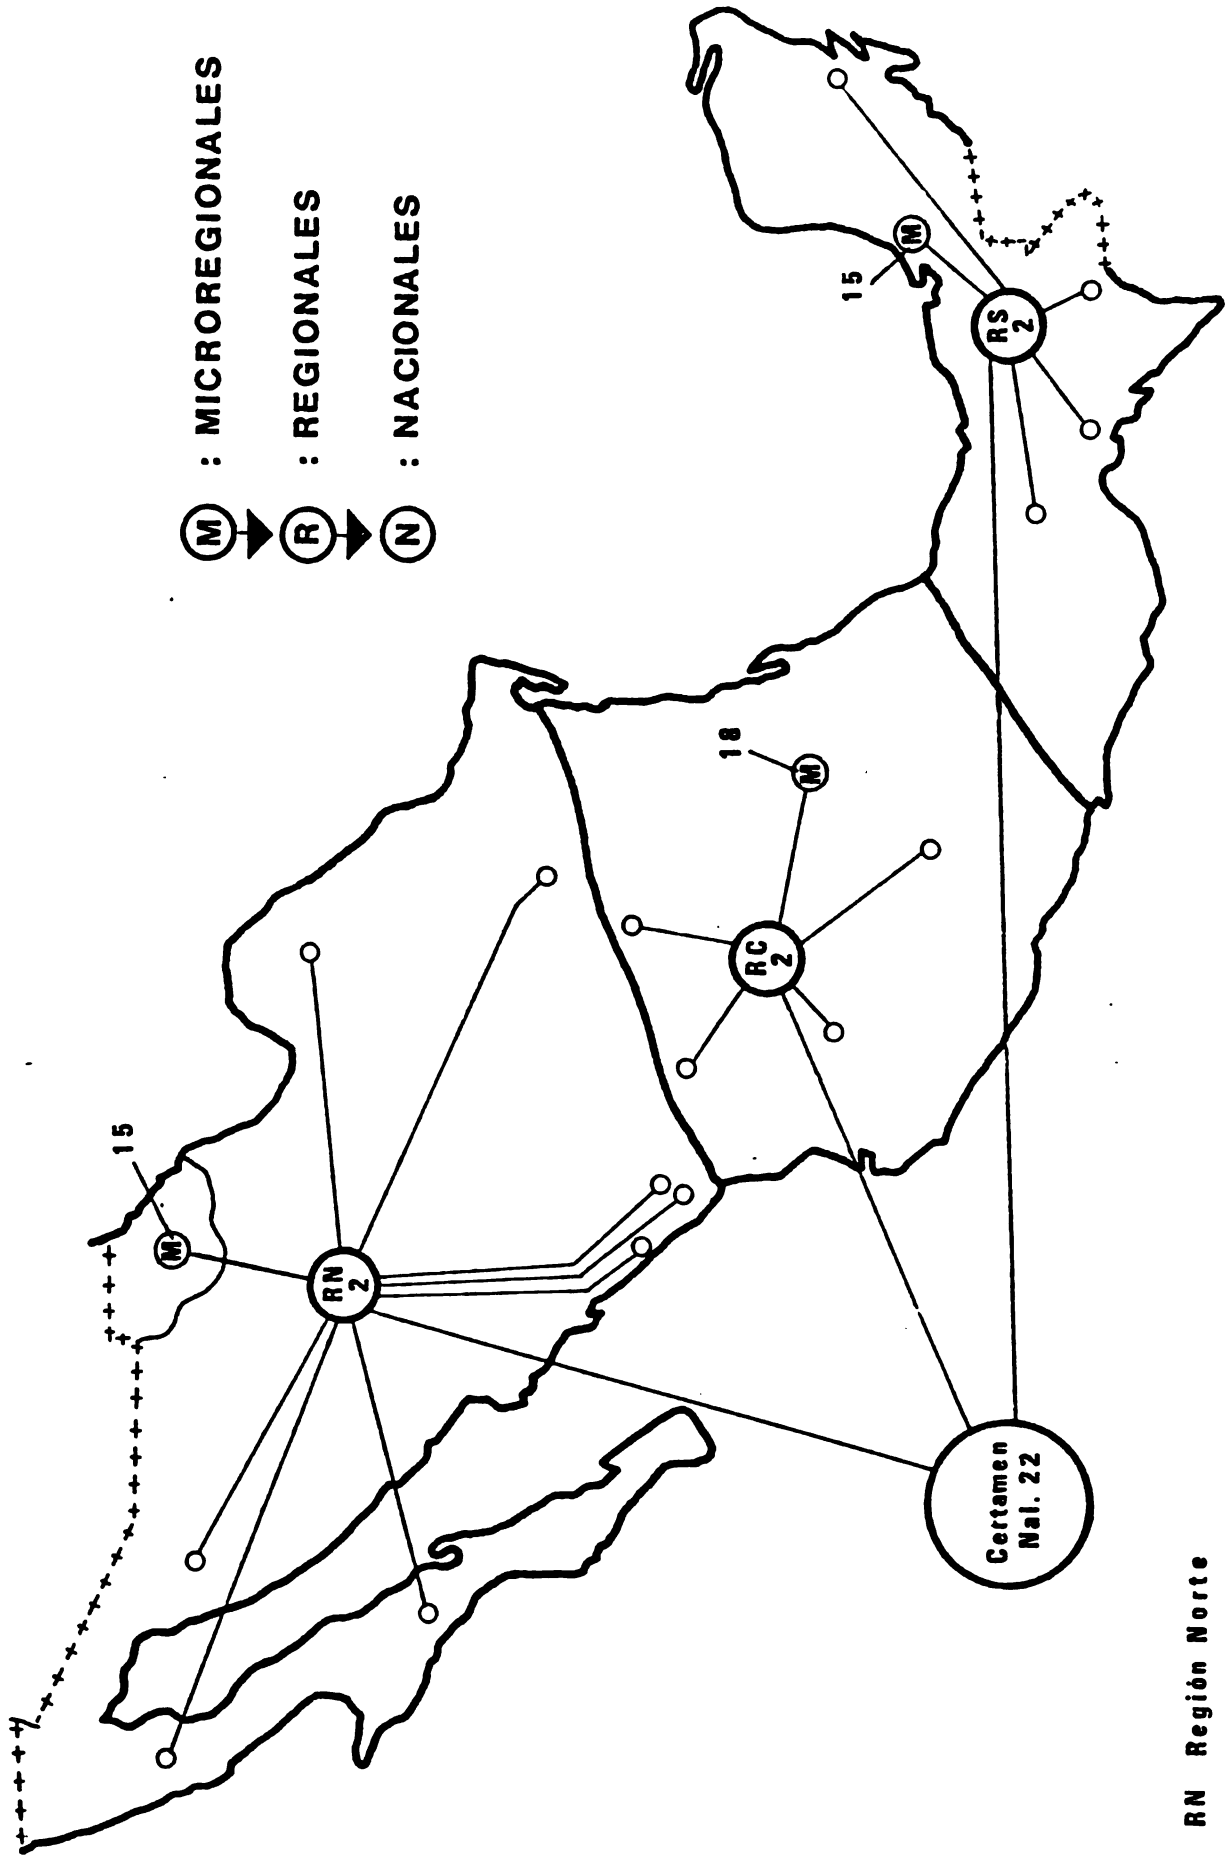 M : MICROREGIONALES
R : REGIONALES
N : NACIONALES
15
M
RN
2
18
M
RC
2
15
M
RS
2
Certamen
Nal. 22
RN Región Norte